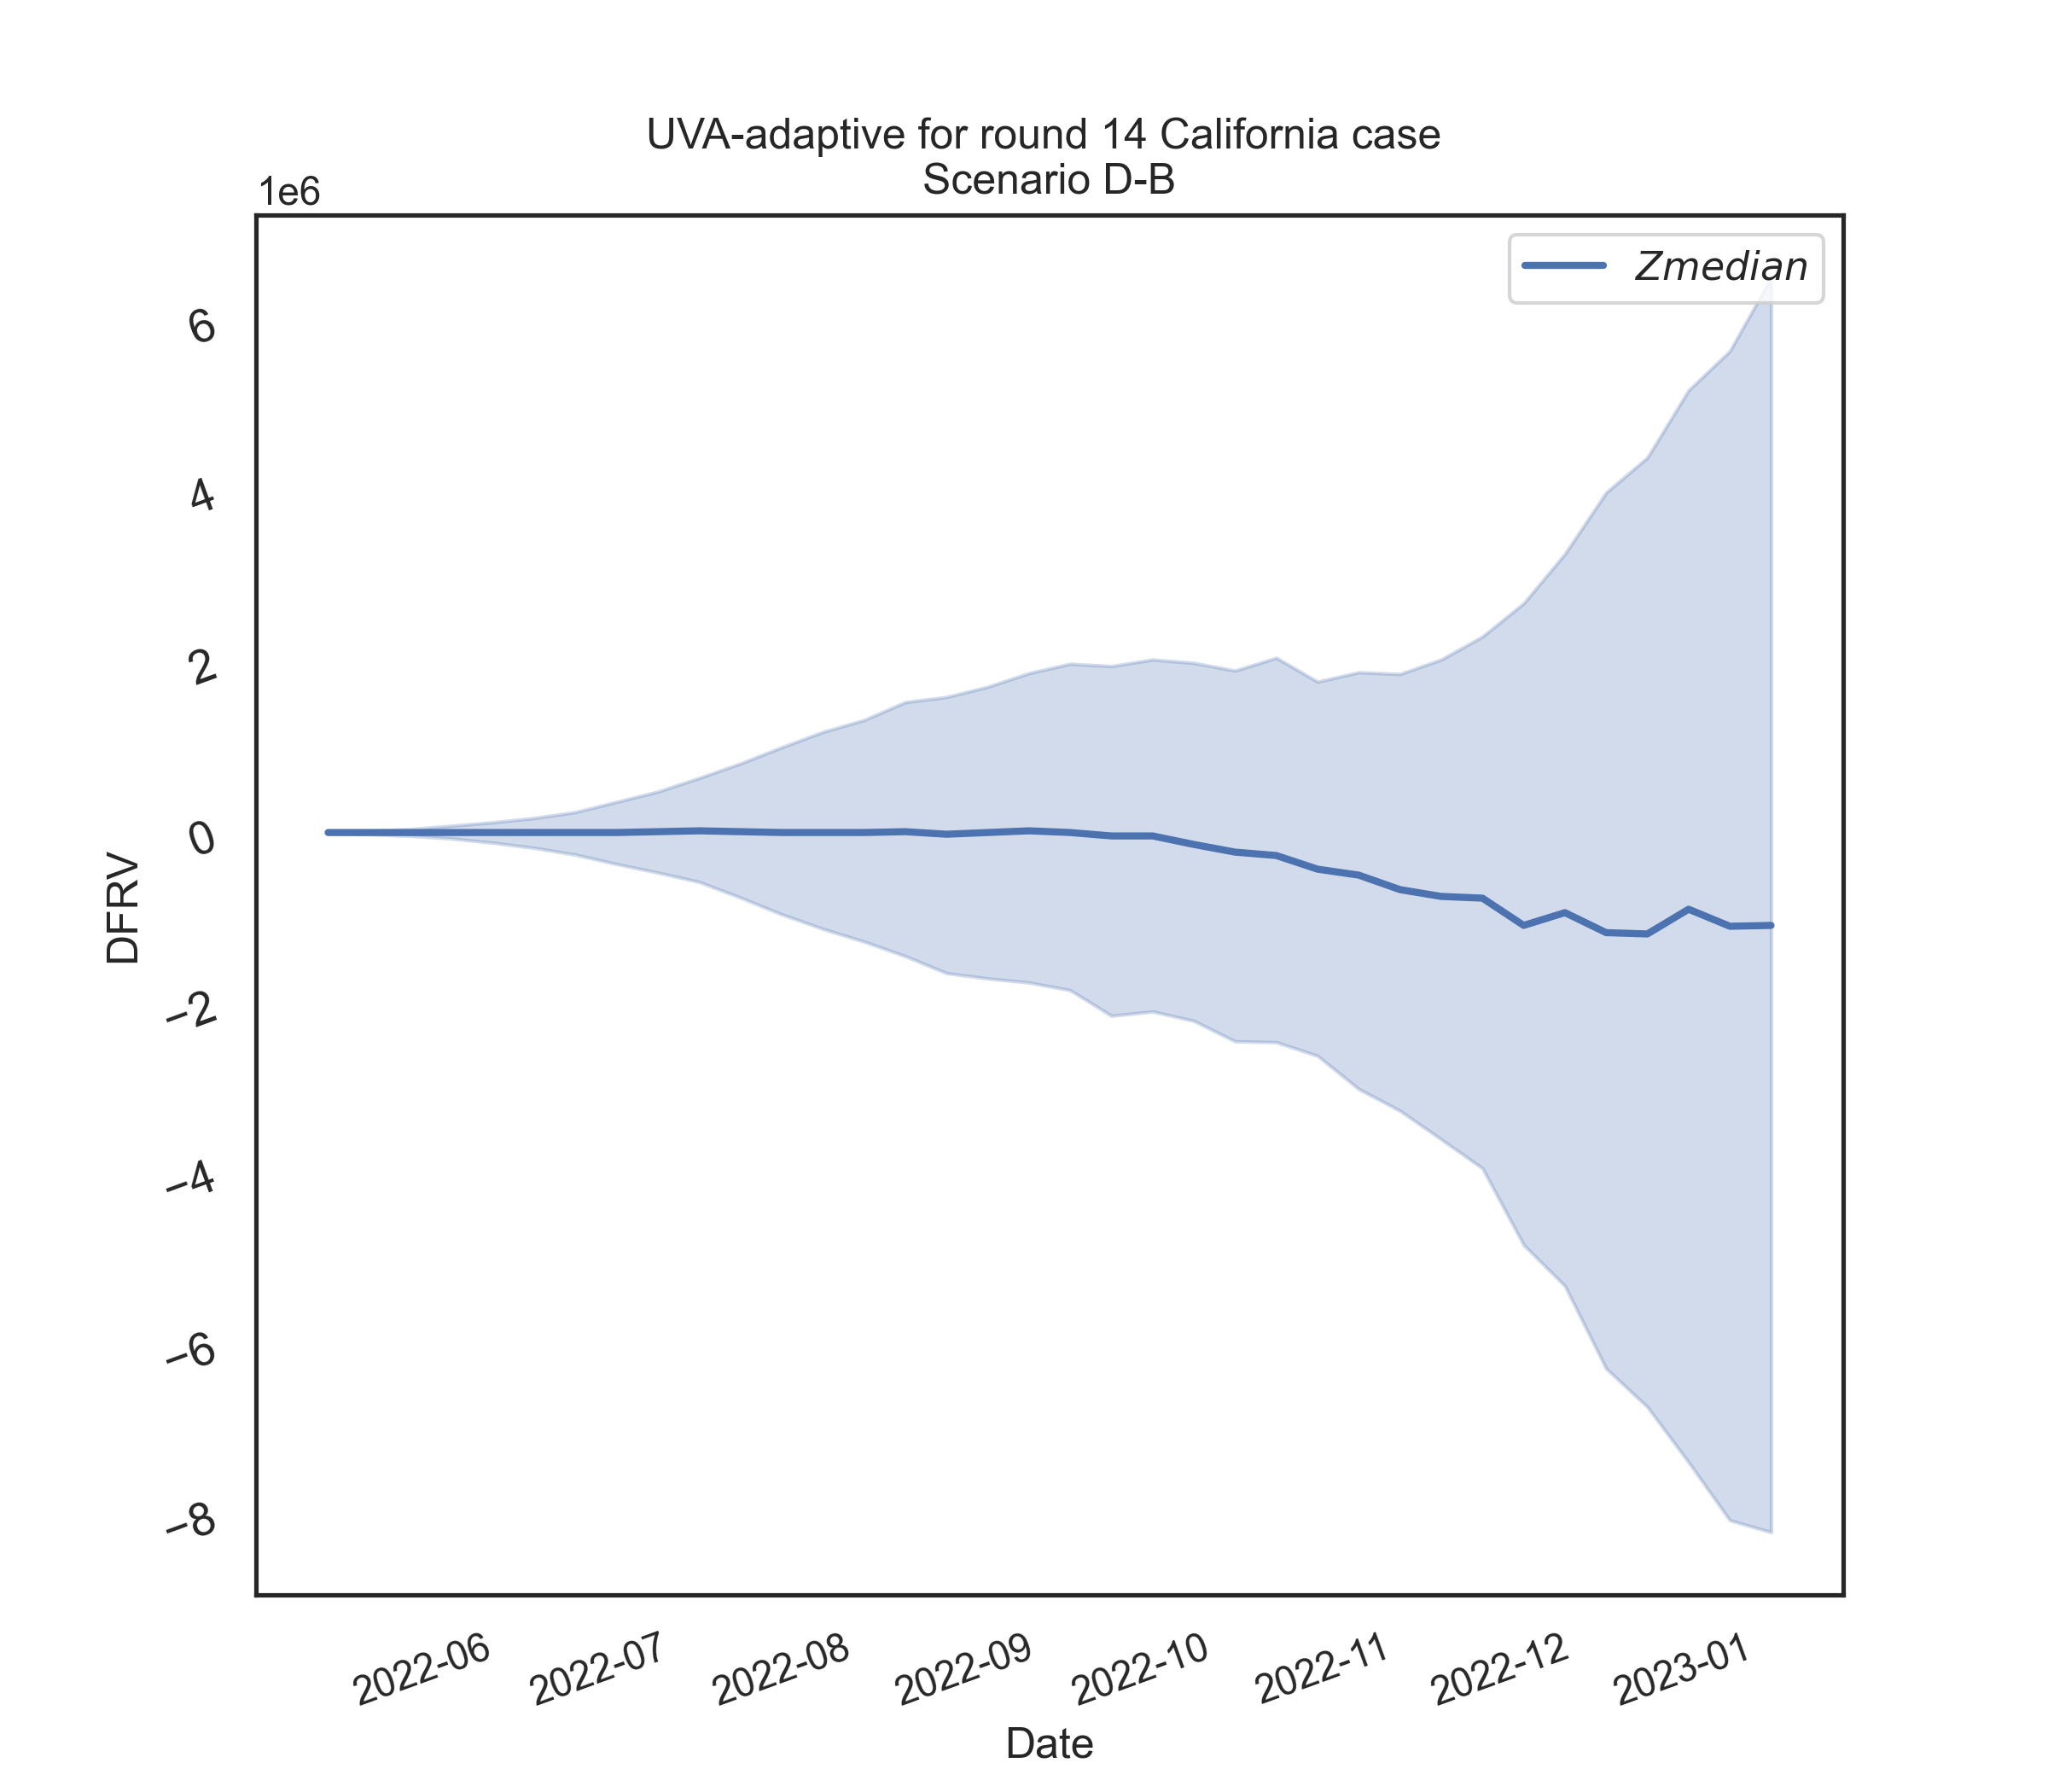 UVA-adaptive for round 14 California case
Scenario D-B
1e6
Zmedian
6
4
2
0
−2
−4
−6
−8
DFRV
2022-06
2022-07
2022-08
2022-09
2022-10
2022-11
2022-12
2023-01
Date